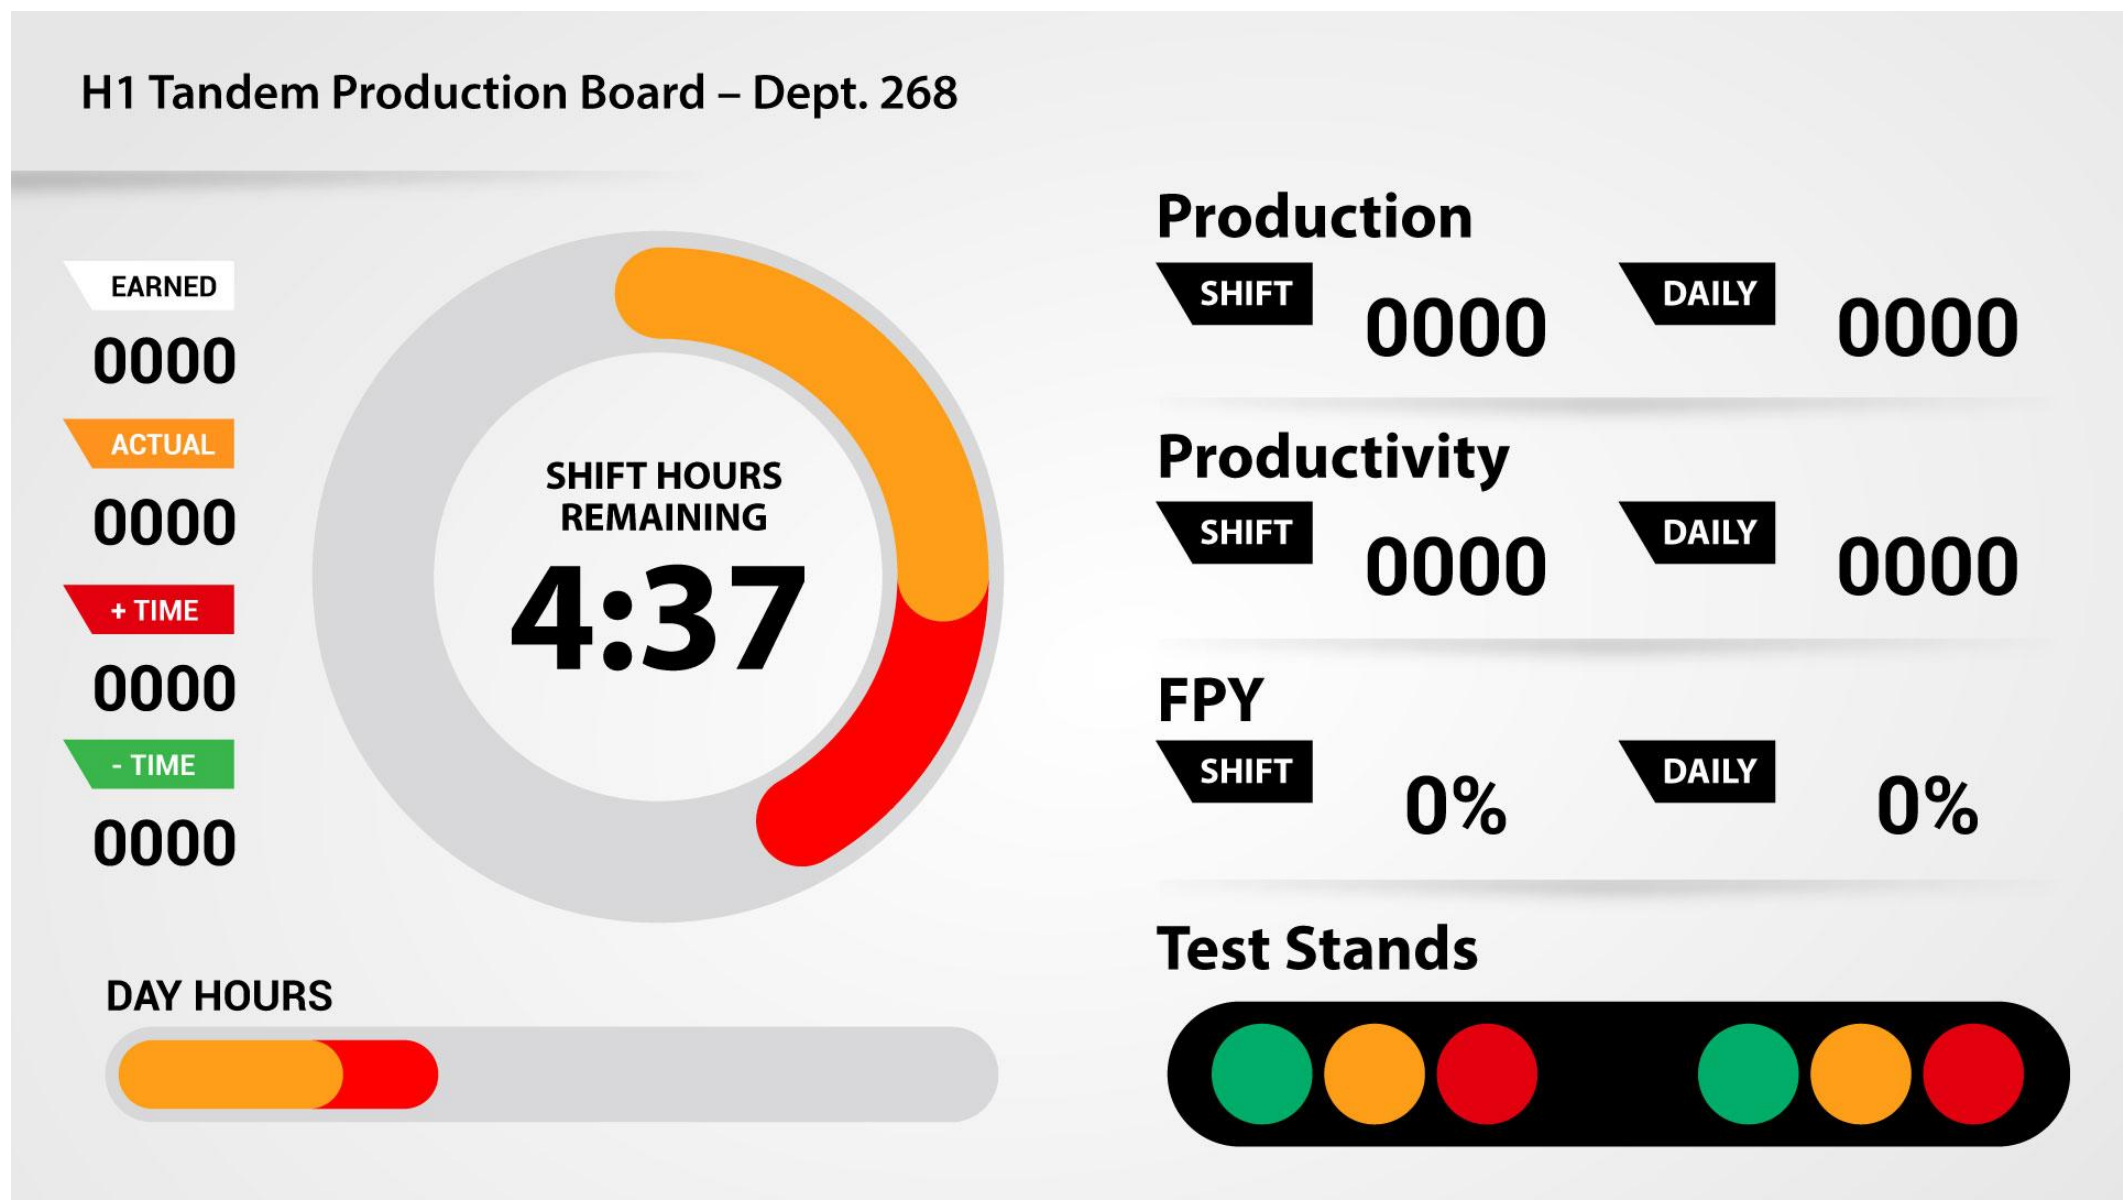 H1 Tandem Production Board – Dept. 268
EARNED
0000
ACTUAL
0000
+ TIME
0000
- TIME
0000
SHIFT HOURS
REMAINING
4:37
DAY HOURS
Production
SHIFT 0000 DAILY 0000
Productivity
SHIFT 0000 DAILY 0000
FPY
SHIFT 0% DAILY 0%
Test Stands